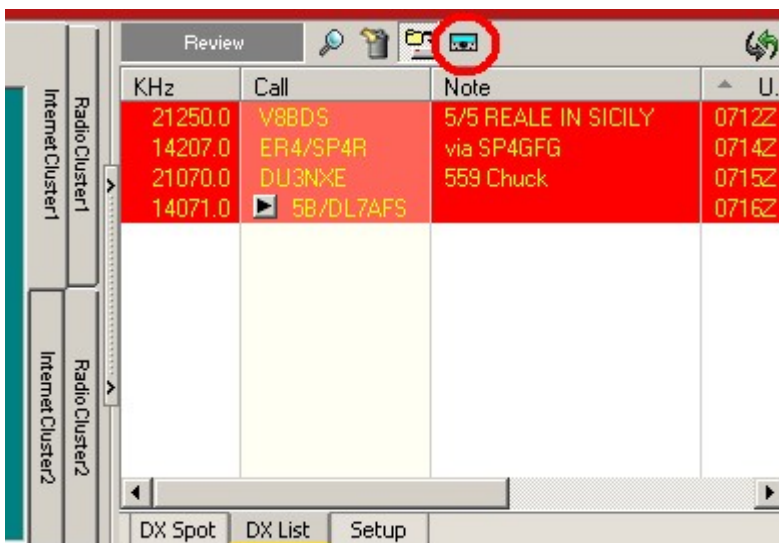 Review
KHz Call Note U.
21250.0 V8BDS 5/5 REALE IN SICILY 0712Z
14207.0 ER4/SP4R via SP4GFG 0714Z
21070.0 DU3NXE 559 Chuck 0715Z
14071.0 5B/DL7AFS 0716Z
Internet Cluster1
Radio Cluster1
Internet Cluster2
Radio Cluster2
DX Spot DX List Setup